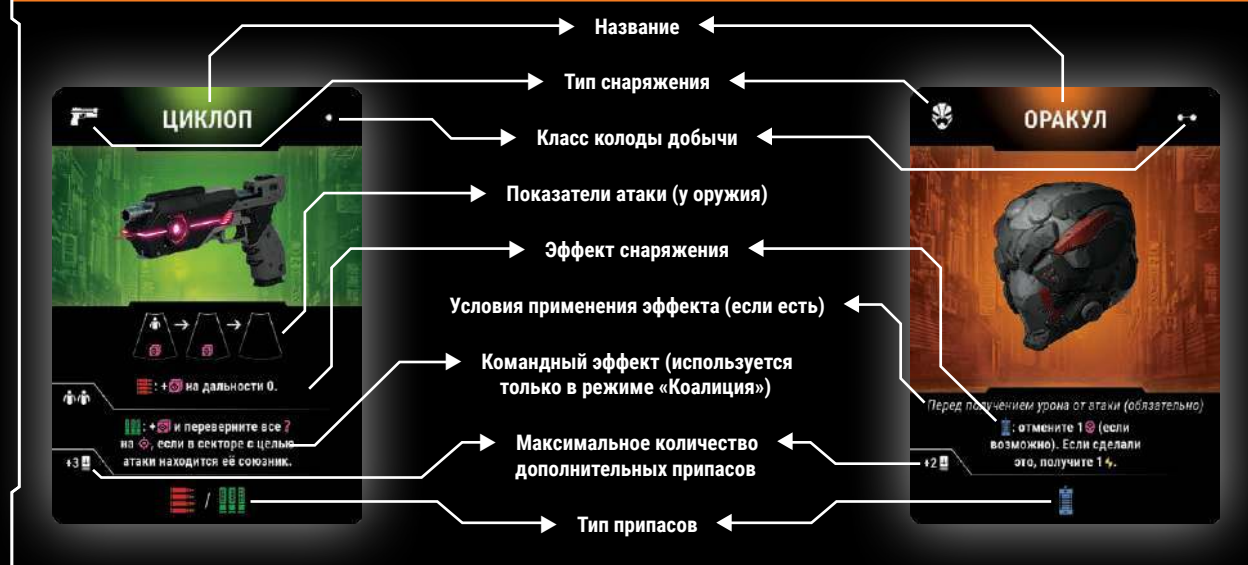 Название
Тип снаряжения
ЦИКЛОП
ОРАКУЛ
Класс колоды добычи
Показатели атаки (у оружия)
Эффект снаряжения
Условия применения эффекта (если есть)
Командный эффект (используется
только в режиме «Коалиция»)
: + на дальности 0.
: + и переверните все ?
на , если в секторе с целью
атаки находится её союзник.
+3
Перед получением урона от атаки (обязательно)
: отмените 1 (если
возможно). Если сделали
это, получите 1 .
+2
Максимальное количество
дополнительных припасов
/
Тип припасов